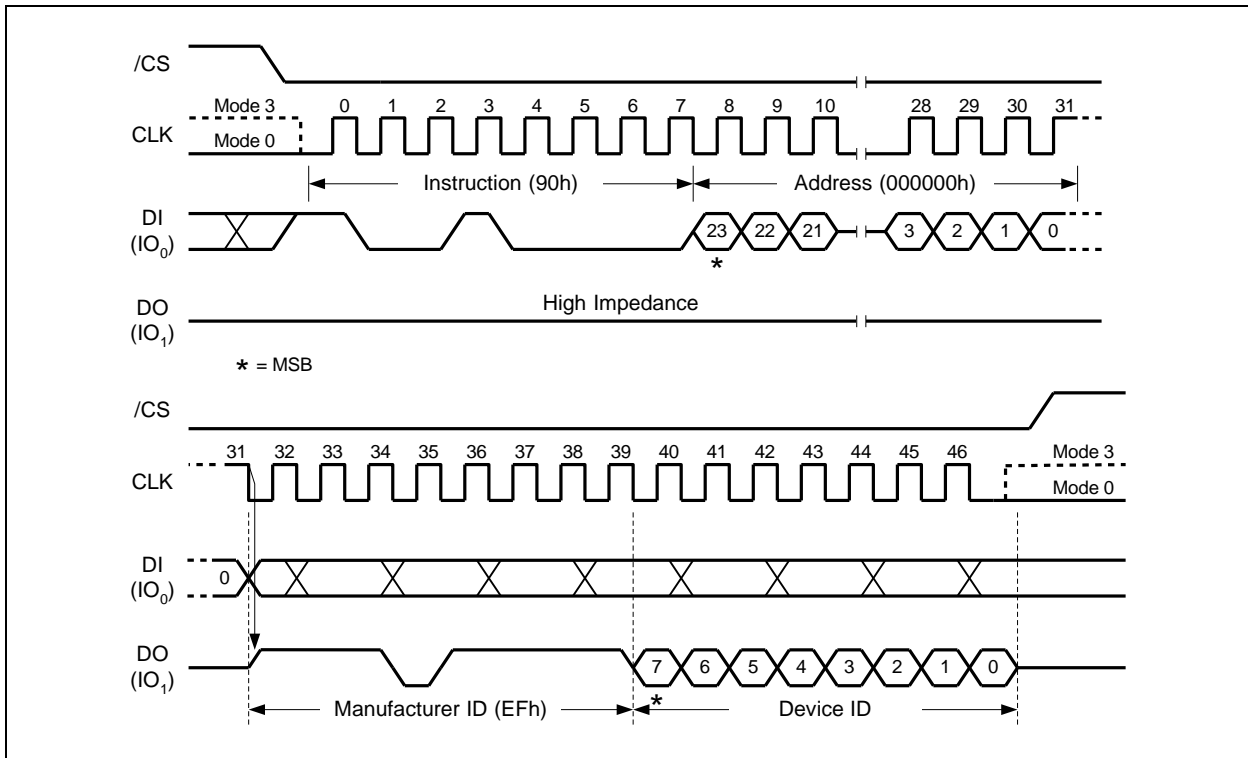 /CS
Mode 3
0 1 2 3 4 5 6 7 8 9 10 28 29 30 31
CLK
Mode 0
Instruction (90h) Address (000000h)
DI
(IO0)
23 22 21 3 2 1 0
*
High Impedance
DO
(IO1)
* = MSB
/CS
31 32 33 34 35 36 37 38 39 40 41 42 43 44 45 46 Mode 3
CLK
Mode 0
DI
(IO0)
0
DO
(IO1)
7 6 5 4 3 2 1 0
*
Manufacturer ID (EFh) Device ID